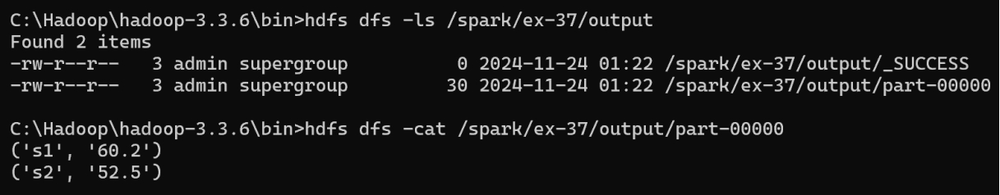 C:\Hadoop\hadoop-3.3.6\bin>hdfs dfs -ls /spark/ex-37/output
Found 2 items
-rw-r--r--   3 admin supergroup          0 2024-11-24 01:22 /spark/ex-37/output/_SUCCESS
-rw-r--r--   3 admin supergroup         30 2024-11-24 01:22 /spark/ex-37/output/part-00000
C:\Hadoop\hadoop-3.3.6\bin>hdfs dfs -cat /spark/ex-37/output/part-00000
('s1', '60.2')
('s2', '52.5')